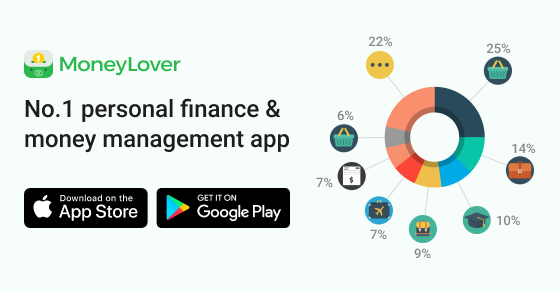 MoneyLover
No.1 personal finance &
money management app
Download on the
App Store
GET IT ON
Google Play
22%
25%
6%
14%
7%
$
10%
7%
9%